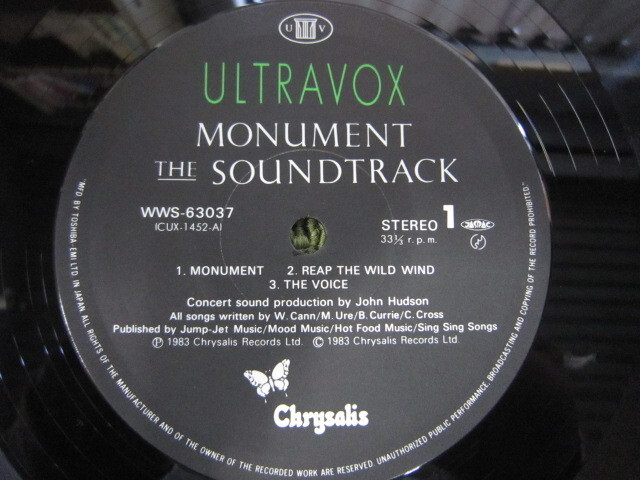 U V
ULTRAVOX
MONUMENT
THE SOUNDTRACK
WWS-63037
(CUX-1452-A)
STEREO 1
33⅓ r.p.m.
1. MONUMENT 2. REAP THE WILD WIND
3. THE VOICE
Concert sound production by John Hudson
All songs written by W. Cann/M. Ure/B. Currie/C. Cross
Published by Jump-Jet Music/Mood Music/Hot Food Music/Sing Sing Songs
Ⓟ 1983 Chrysalis Records Ltd. © 1983 Chrysalis Records Ltd.
Chrysalis
"MFD. BY TOSHIBA-EMI LTD. IN JAPAN ALL RIGHTS OF THE MANUFACTURER AND OF THE OWNER OF THE RECORDED WORK ARE RESERVED. UNAUTHORIZED PUBLIC PERFORMANCE, BROADCASTING AND COPYING OF THE RECORD PROHIBITED."